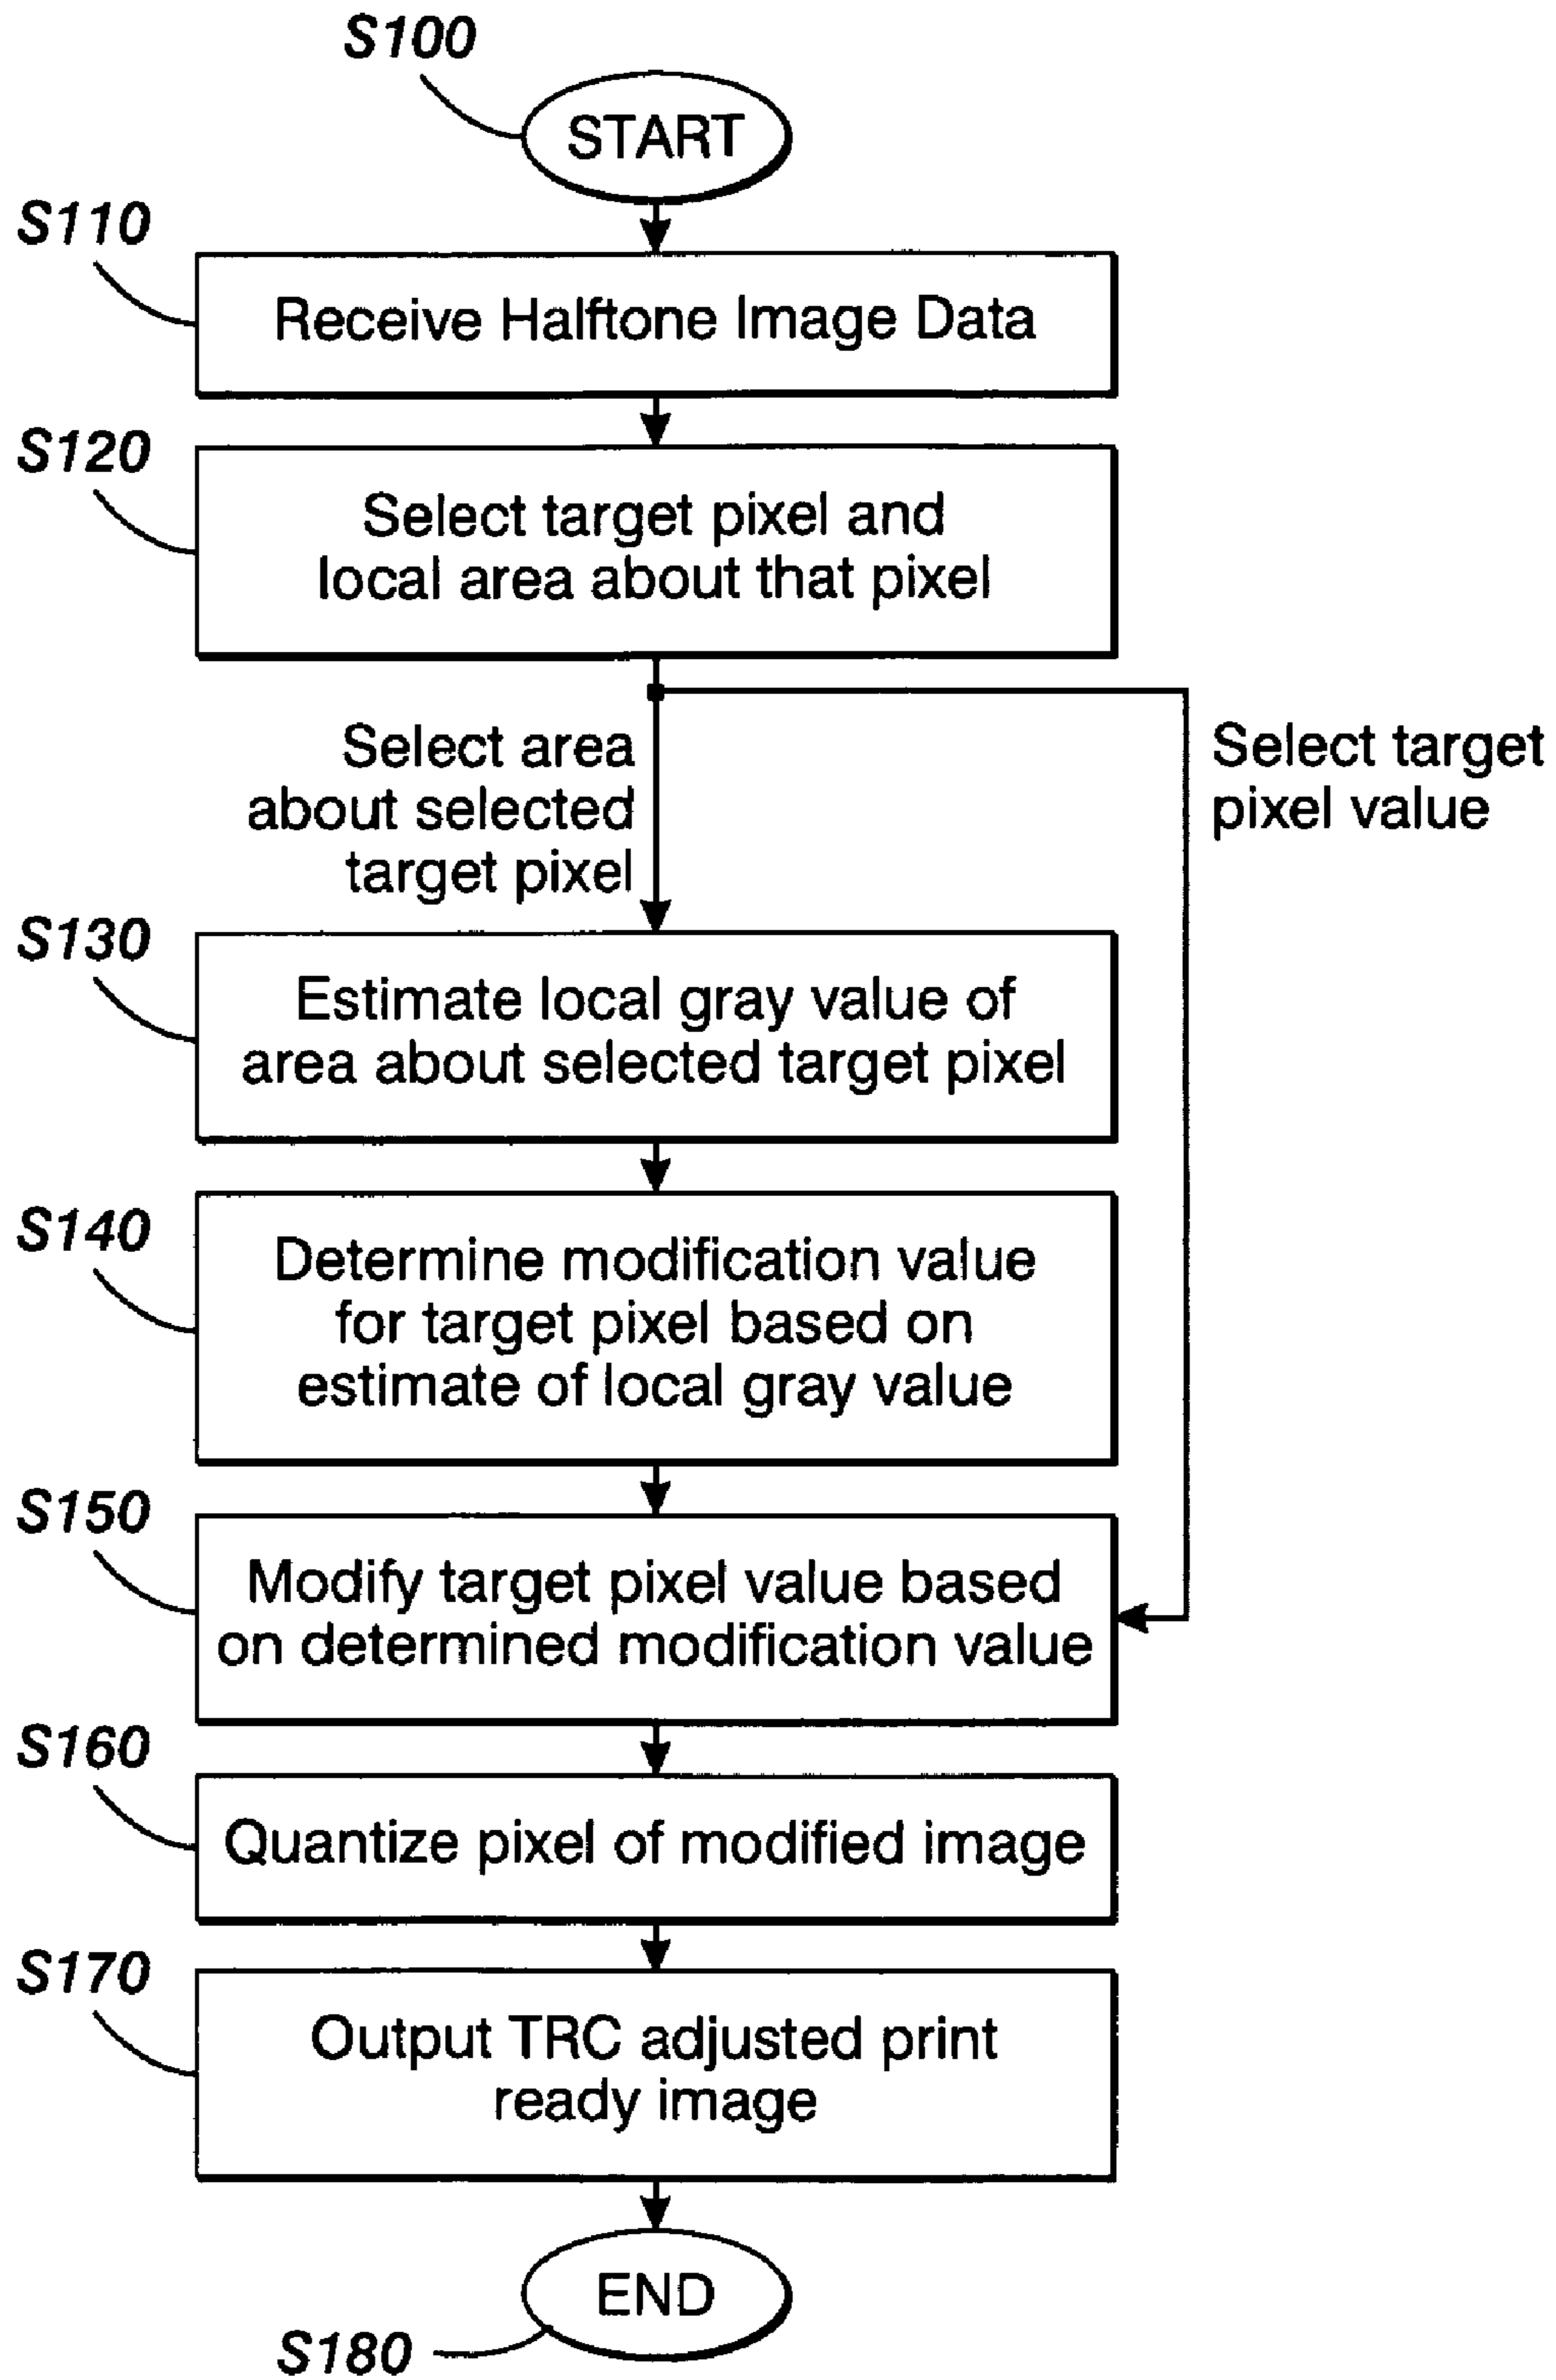 S100
START
S110
Receive Halftone Image Data
S120
Select target pixel and
local area about that pixel
Select area
about selected
target pixel
Select target
pixel value
S130
Estimate local gray value of
area about selected target pixel
S140
Determine modification value
for target pixel based on
estimate of local gray value
S150
Modify target pixel value based
on determined modification value
S160
Quantize pixel of modified image
S170
Output TRC adjusted print
ready image
END
S180